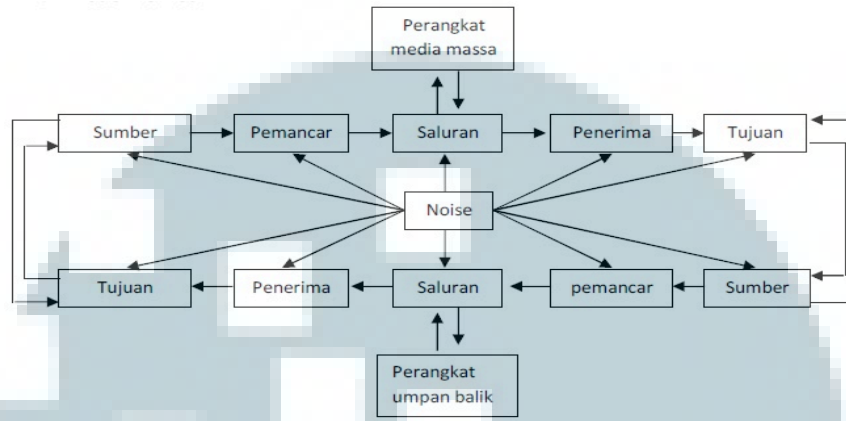 Perangkat
media massa
Sumber
Pemancar
Saluran
Penerima
Tujuan
Noise
Tujuan
Penerima
Saluran
pemancar
Sumber
Perangkat
umpan balik